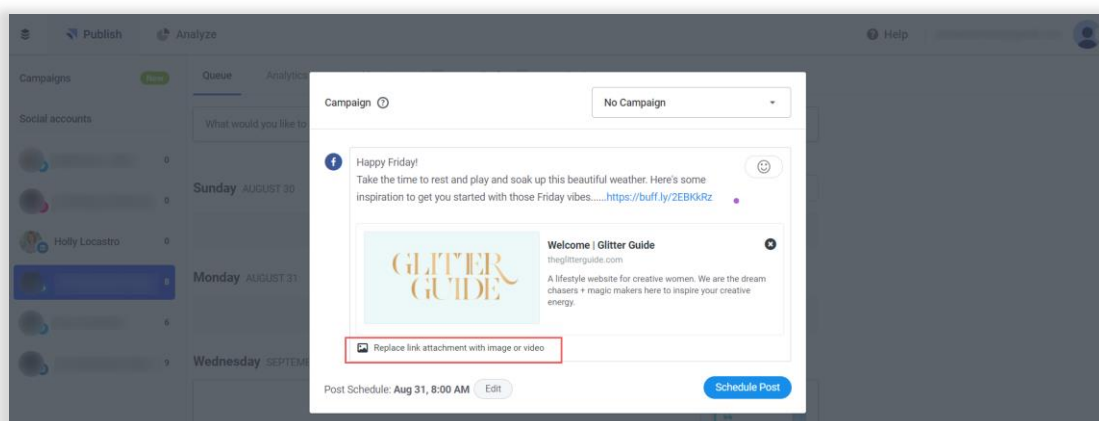 Publish
Analyze
Help
Campaigns
New
Queue
Analytics
Social accounts
What would you like to
0
0
Sunday AUGUST 30
Holly Locastro
0
8
Monday AUGUST 31
6
9
Wednesday SEPTEM
Campaign
No Campaign
Happy Friday!
Take the time to rest and play and soak up this beautiful weather. Here's some
inspiration to get you started with those Friday vibes......https://buff.ly/2EBKkRz
GLITTER
GUIDE
Welcome | Glitter Guide
theglitterguide.com
A lifestyle website for creative women. We are the dream
chasers + magic makers here to inspire your creative
energy.
Replace link attachment with image or video
Post Schedule: Aug 31, 8:00 AM Edit
Schedule Post